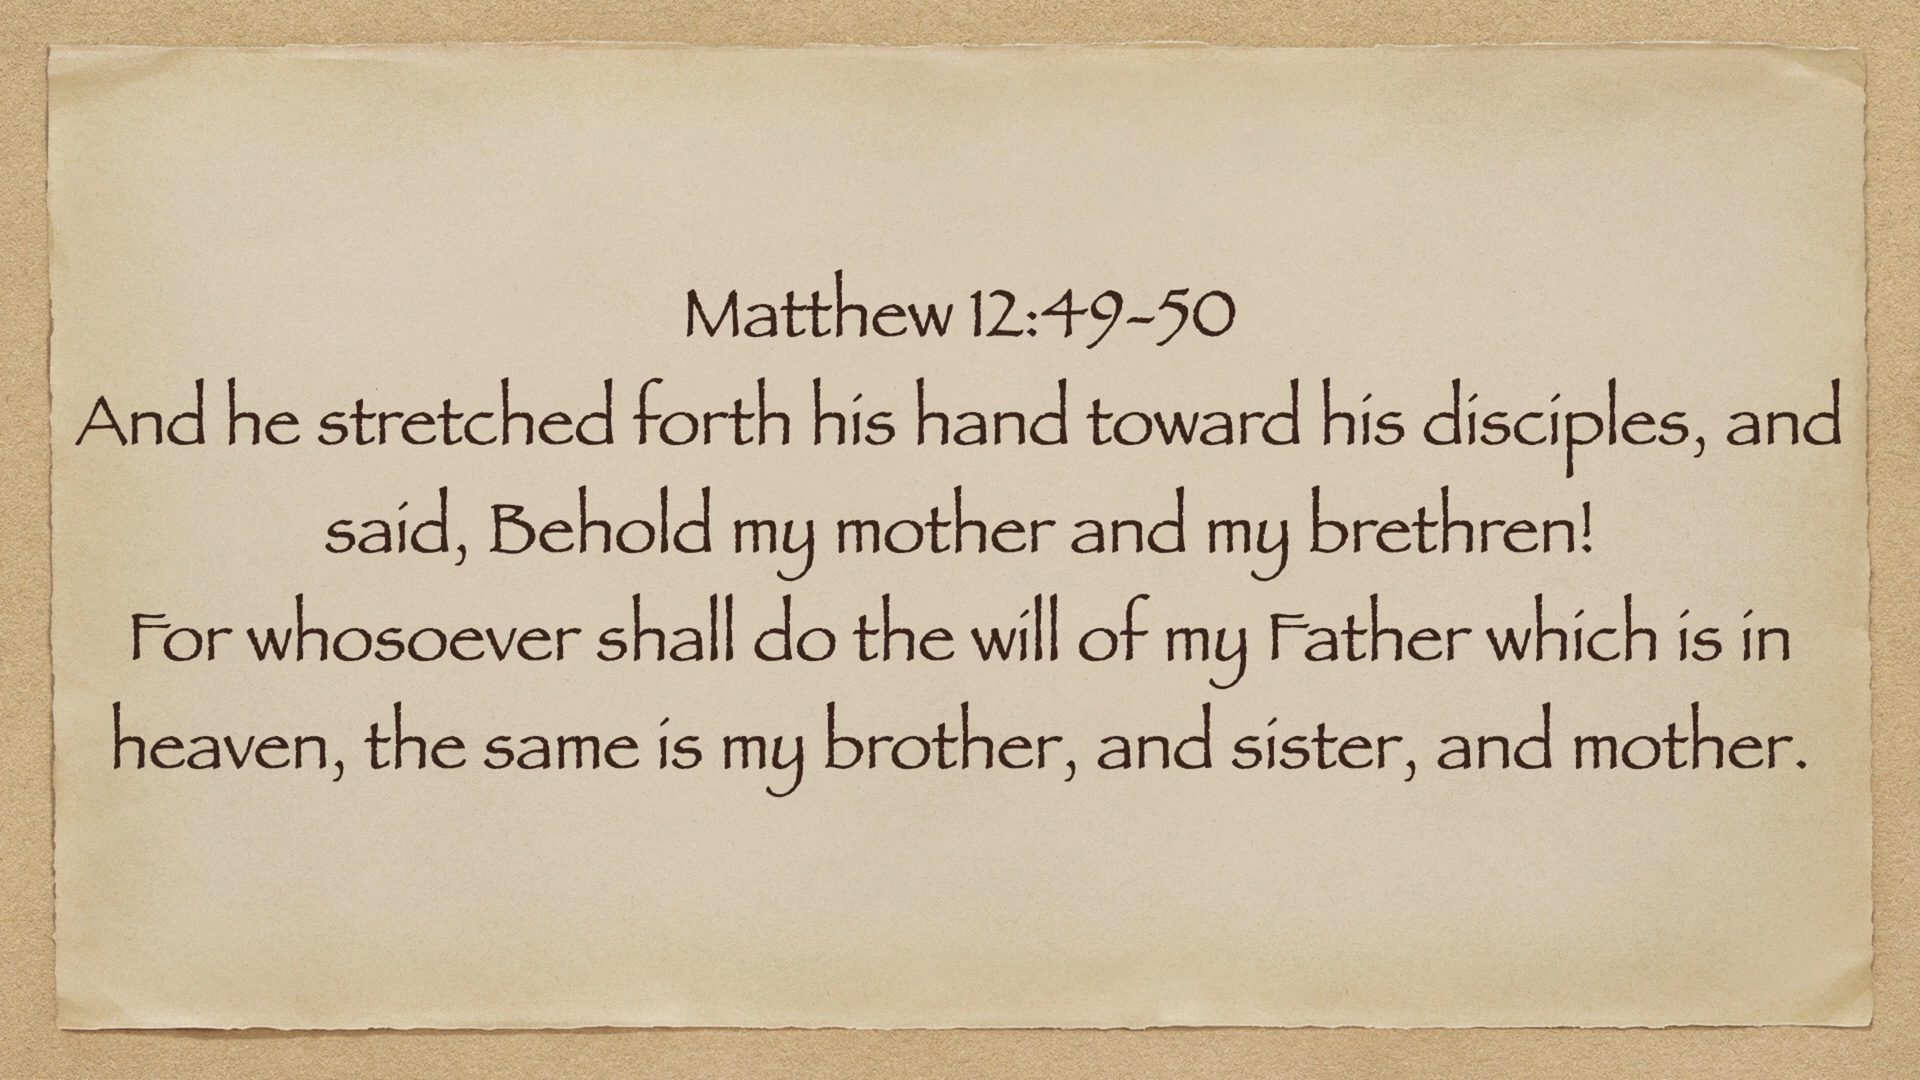 Matthew 12:49-50
And he stretched forth his hand toward his disciples, and
said, Behold my mother and my brethren!
For whosoever shall do the will of my Father which is in
heaven, the same is my brother, and sister, and mother.